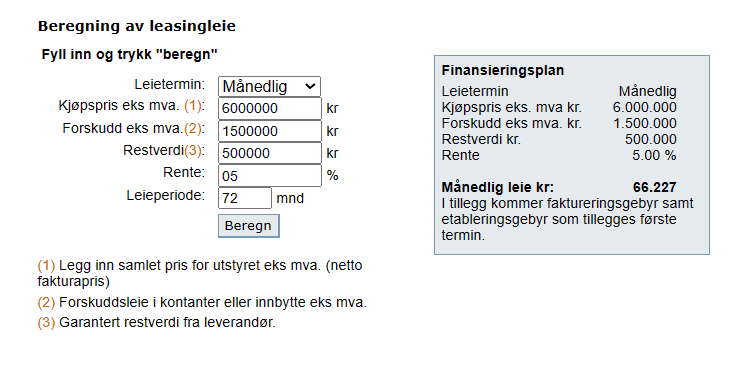 Beregning av leasingleie
Fyll inn og trykk "beregn"
Leietermin: Månedlig
Kjøpspris eks mva. (1): 6000000 kr
Forskudd eks mva.(2): 1500000 kr
Restverdi(3): 500000 kr
Rente: 05 %
Leieperiode: 72 mnd
Beregn
(1) Legg inn samlet pris for utstyret eks mva. (netto
fakturapris)
(2) Forskuddsleie i kontanter eller innbytte eks mva.
(3) Garantert restverdi fra leverandør.
Finansieringsplan
Leietermin Månedlig
Kjøpspris eks. mva kr. 6.000.000
Forskudd eks mva. kr. 1.500.000
Restverdi kr. 500.000
Rente 5.00 %
Månedlig leie kr: 66.227
I tillegg kommer faktureringsgebyr samt
etableringsgebyr som tillegges første
termin.